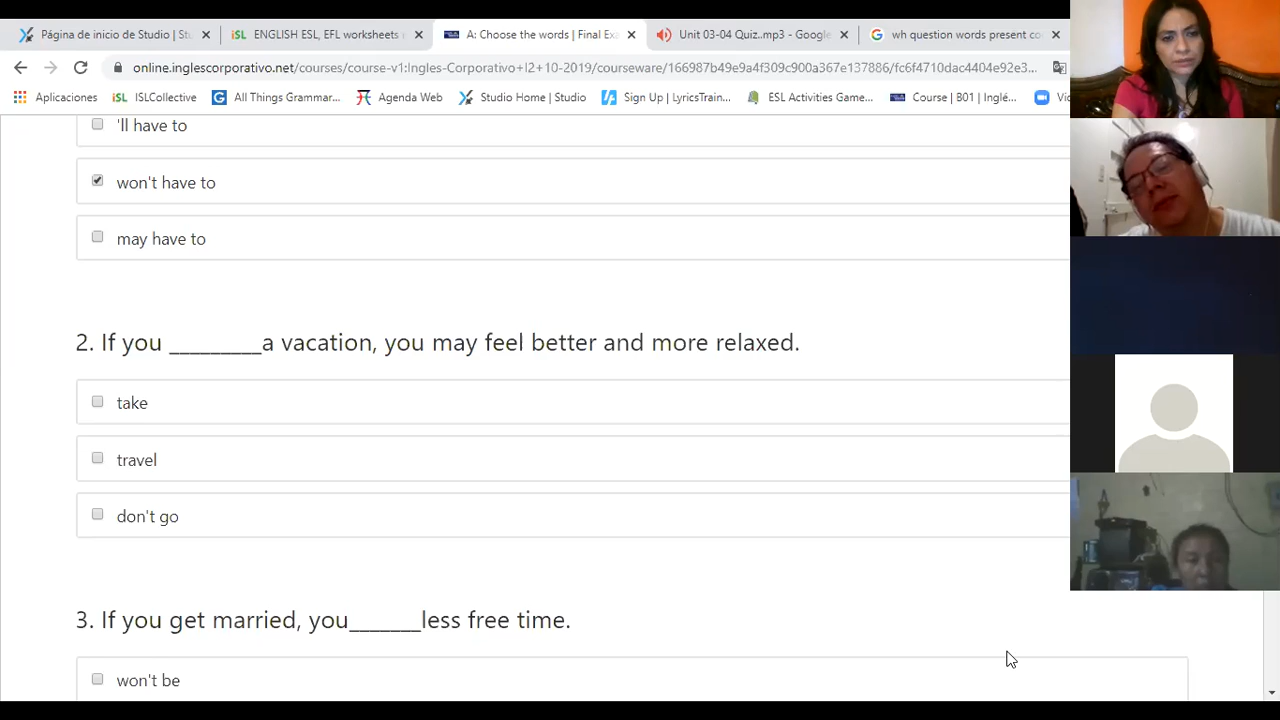 Página de inicio de Studio | St
ENGLISH ESL, EFL worksheets
A: Choose the words | Final Exa
Unit 03-04 Quiz..mp3 - Google
wh question words present co
online.inglescorporativo.net/courses/course-v1:Ingles-Corporativo+I2+10-2019/courseware/166987b49e9a4f309c900a367e137886/fc6f4710dac4404e92e3...
Aplicaciones
ISLCollective
All Things Grammar...
Agenda Web
Studio Home | Studio
Sign Up | LyricsTrain...
ESL Activities Game...
Course | B01 | Inglé...
'll have to
won't have to
may have to
2. If you _________a vacation, you may feel better and more relaxed.
take
travel
don't go
3. If you get married, you_______less free time.
won't be